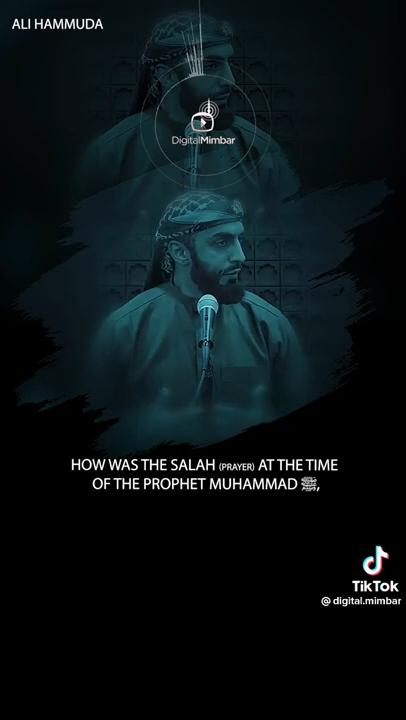 ALI HAMMUDA
DigitalMimbar
HOW WAS THE SALAH (PRAYER) AT THE TIME
OF THE PROPHET MUHAMMAD ﷺ,
TikTok
@ digital.mimbar